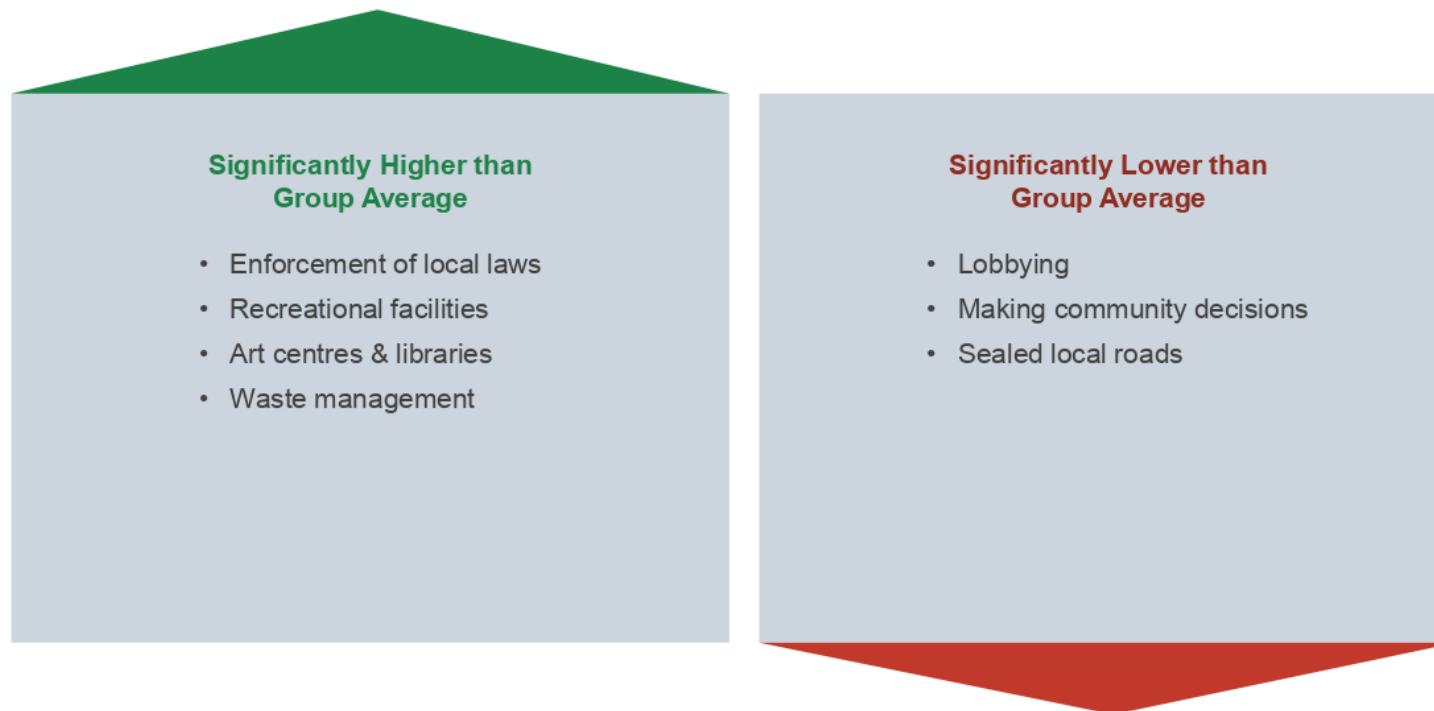 Significantly Higher than
Group Average
• Enforcement of local laws
• Recreational facilities
• Art centres & libraries
• Waste management
Significantly Lower than
Group Average
• Lobbying
• Making community decisions
• Sealed local roads